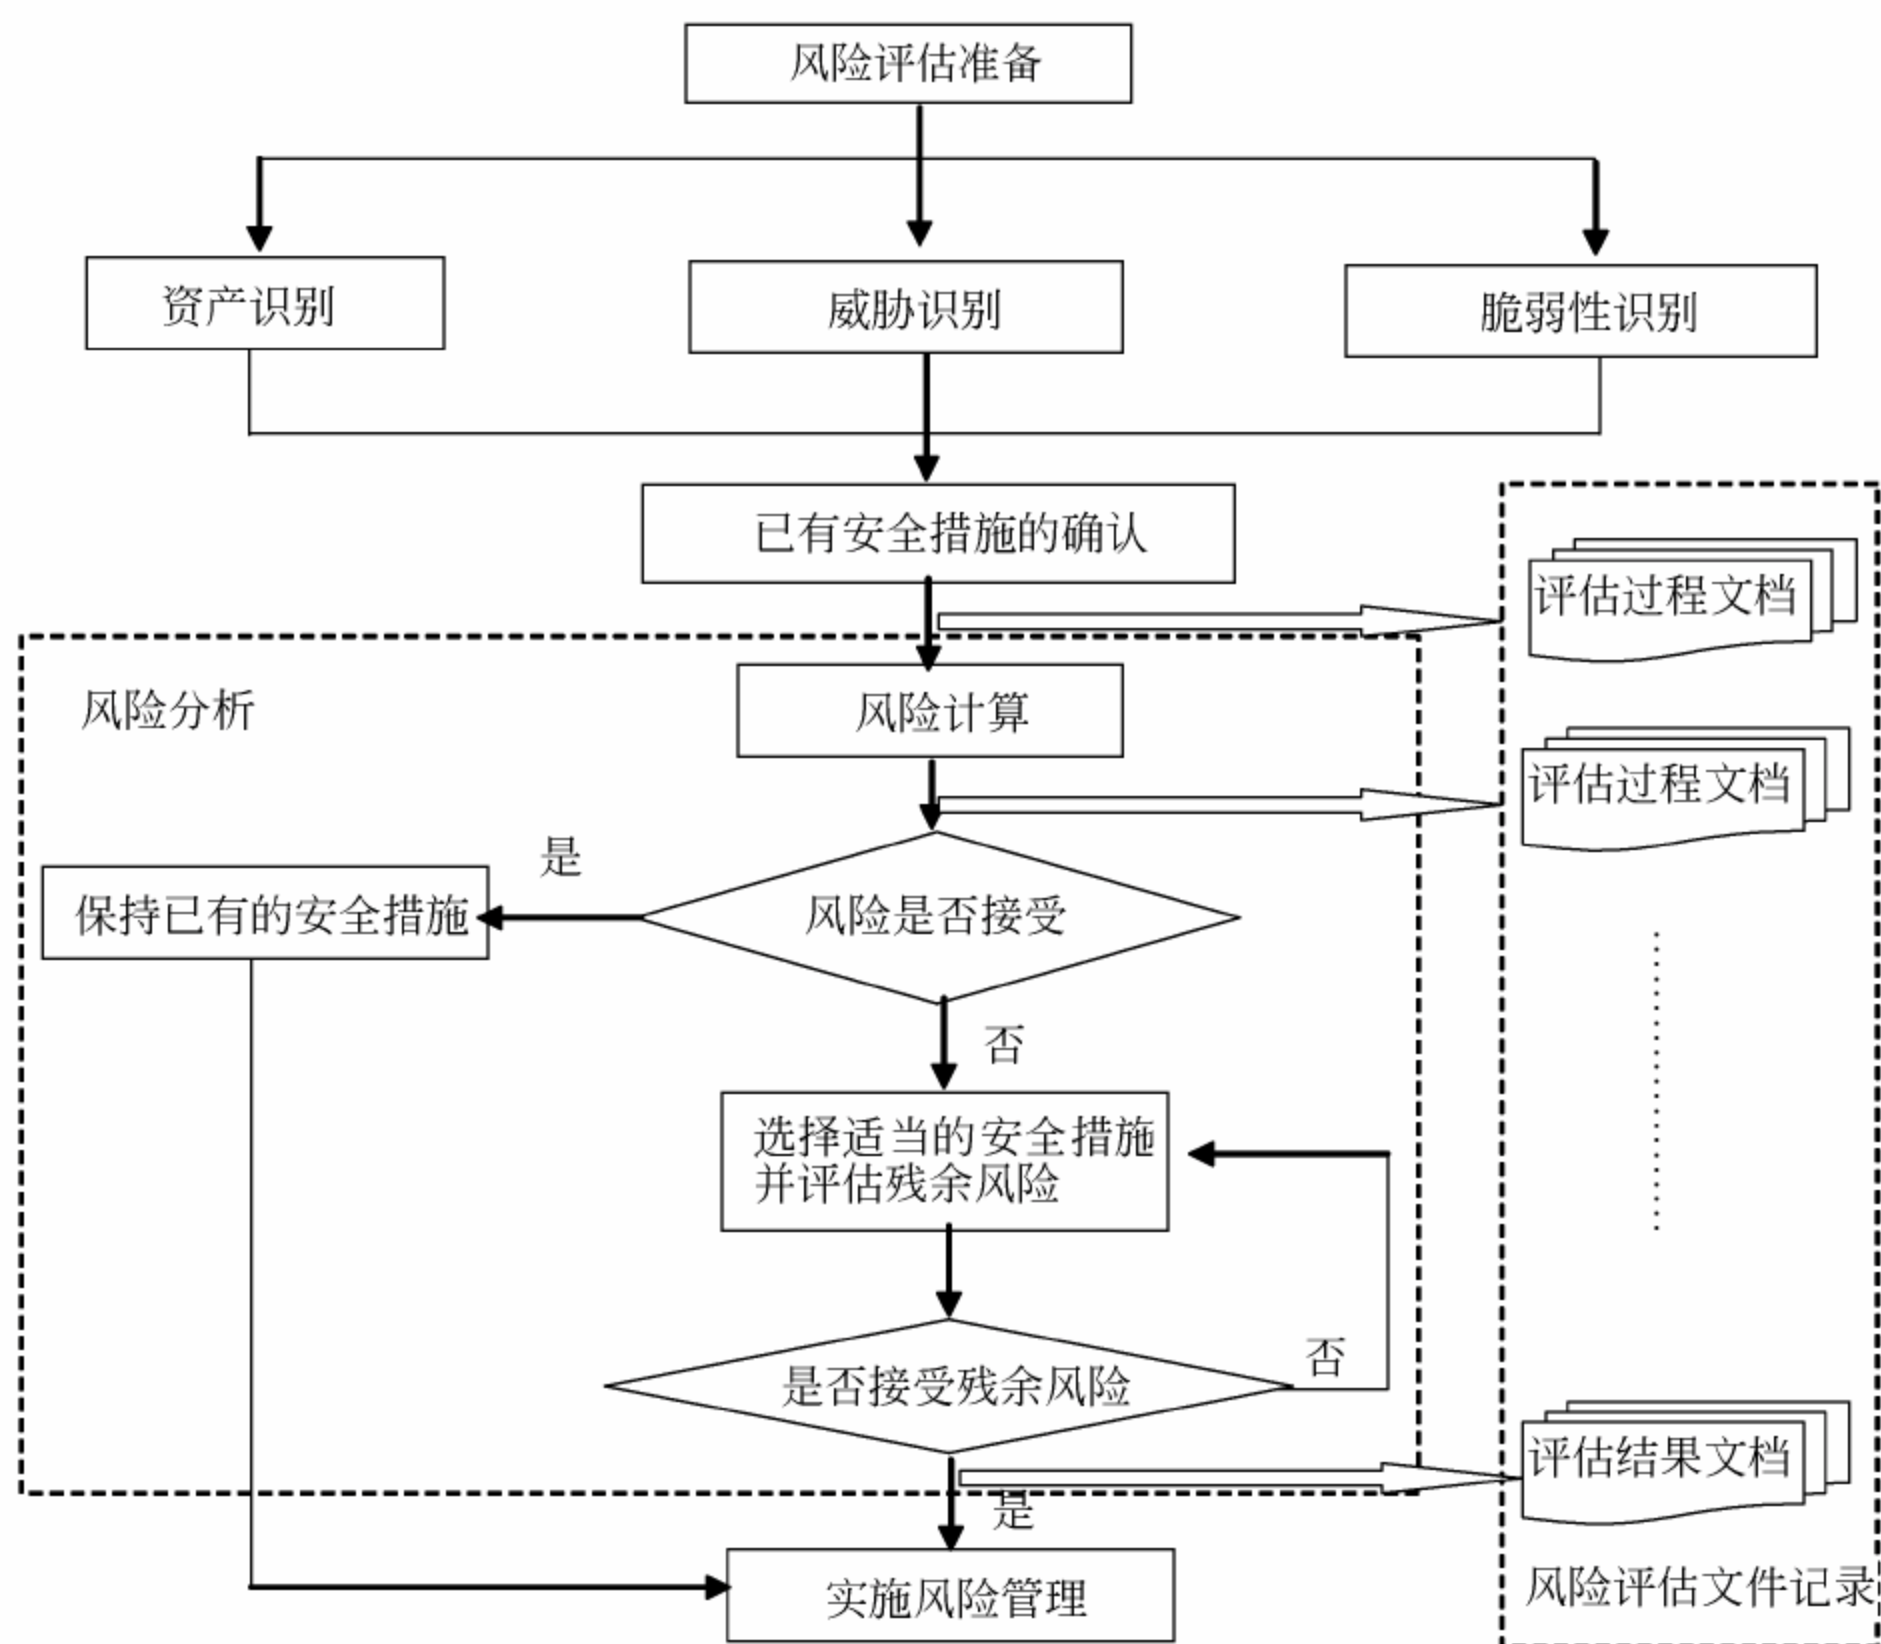 风险评估准备
资产识别
威胁识别
脆弱性识别
已有安全措施的确认
评估过程文档
风险分析
风险计算
评估过程文档
是
保持已有的安全措施
风险是否接受
否
选择适当的安全措施
并评估残余风险
否
是否接受残余风险
评估结果文档
是
实施风险管理
风险评估文件记录